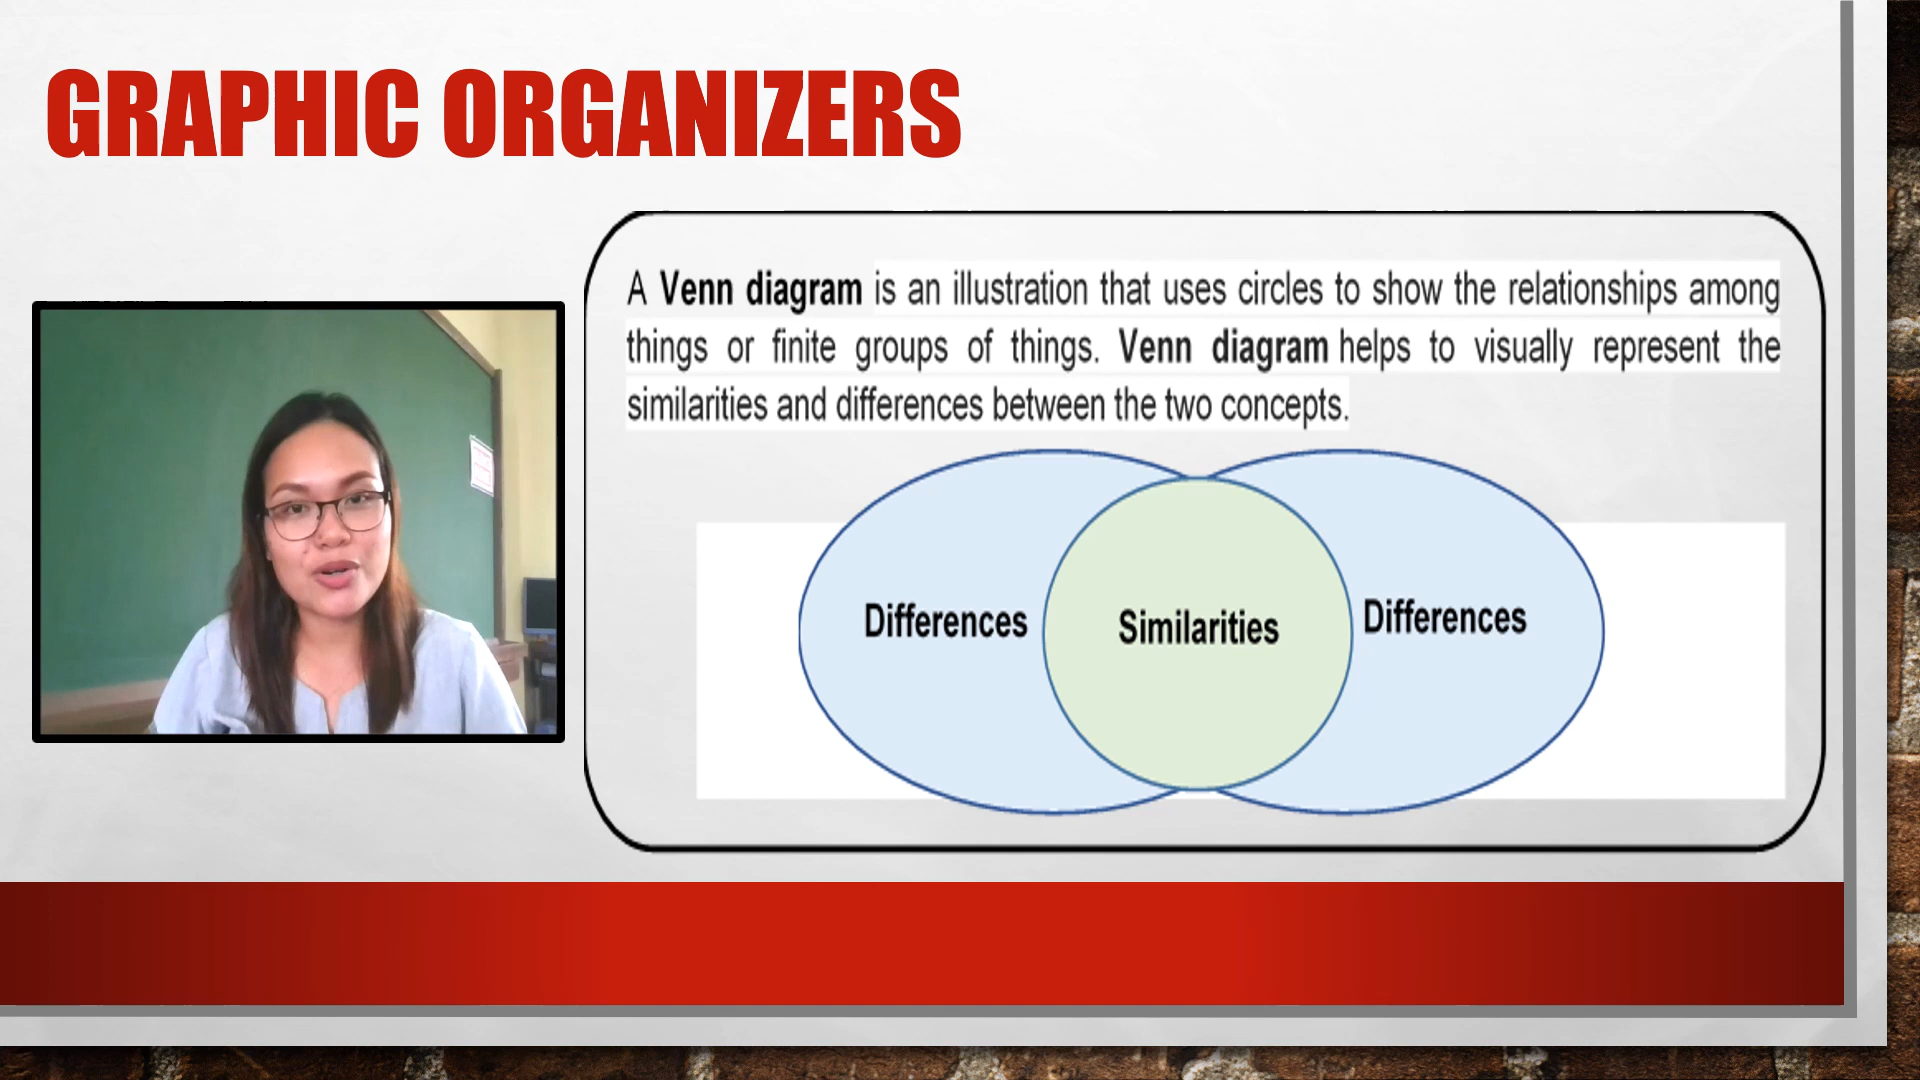 GRAPHIC ORGANIZERS
A Venn diagram is an illustration that uses circles to show the relationships among
things or finite groups of things. Venn diagram helps to visually represent the
similarities and differences between the two concepts.
Differences
Similarities
Differences